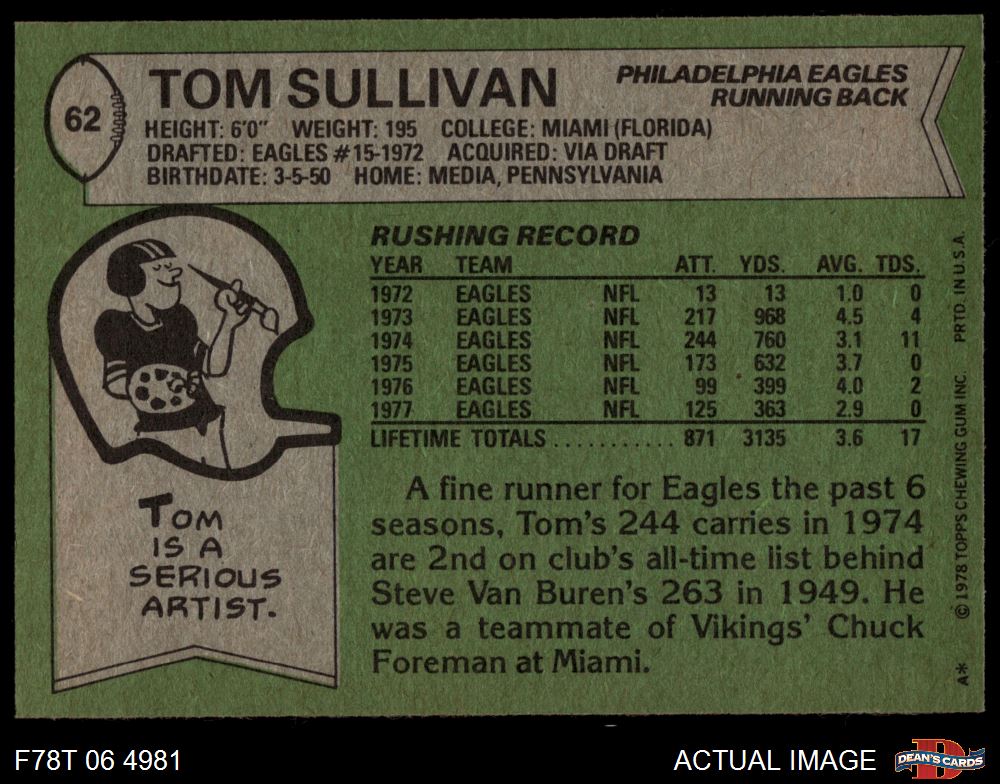 62
TOM SULLIVAN
PHILADELPHIA EAGLES
RUNNING BACK
HEIGHT: 6'0" WEIGHT: 195 COLLEGE: MIAMI (FLORIDA)
DRAFTED: EAGLES #15-1972 ACQUIRED: VIA DRAFT
BIRTHDATE: 3-5-50 HOME: MEDIA, PENNSYLVANIA
RUSHING RECORD
YEAR TEAM ATT. YDS. AVG. TDS.
1972 EAGLES NFL 13 13 1.0 0
1973 EAGLES NFL 217 968 4.5 4
1974 EAGLES NFL 244 760 3.1 11
1975 EAGLES NFL 173 632 3.7 0
1976 EAGLES NFL 99 399 4.0 2
1977 EAGLES NFL 125 363 2.9 0
LIFETIME TOTALS ........... 871 3135 3.6 17
A fine runner for Eagles the past 6
seasons, Tom's 244 carries in 1974
are 2nd on club's all-time list behind
Steve Van Buren's 263 in 1949. He
was a teammate of Vikings' Chuck
Foreman at Miami.
TOM
IS A
SERIOUS
ARTIST.
A* © 1978 TOPPS CHEWING GUM INC. PRTD. IN U.S.A.
F78T 06 4981
ACTUAL IMAGE
DEAN'S CARDS